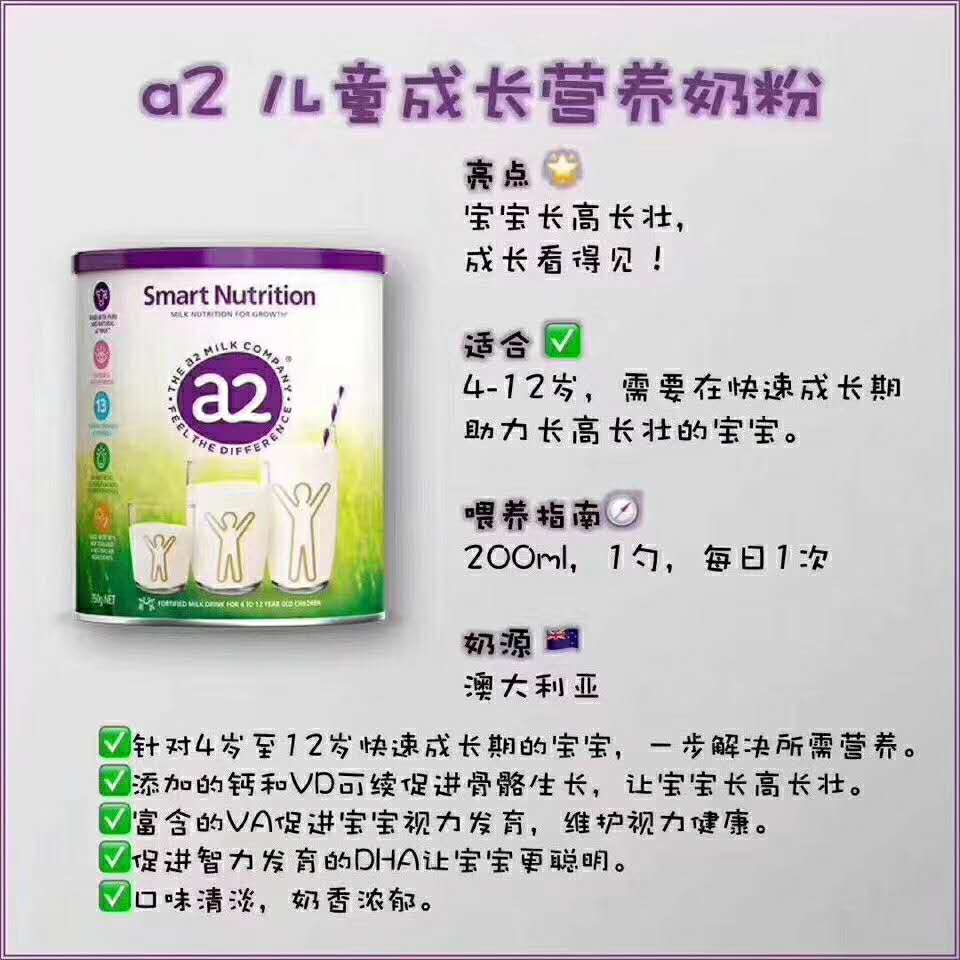 a2 儿童成长营养奶粉
亮点
宝宝长高长壮，
成长看得见！
适合
4-12岁，需要在快速成长期
助力长高长壮的宝宝。
喂养指南
200ml，1勺，每日1次
奶源
澳大利亚
Smart Nutrition
MILK NUTRITION FOR GROWTH
THE a2 MILK COMPANY
a2
FEEL THE DIFFERENCE
13
750g NET
FORTIFIED MILK DRINK FOR 4 TO 12 YEAR OLD CHILDREN
针对4岁至12岁快速成长期的宝宝，一步解决所需营养。
添加的钙和VD可续促进骨骼生长，让宝宝长高长壮。
富含的VA促进宝宝视力发育，维护视力健康。
促进智力发育的DHA让宝宝更聪明。
口味清淡，奶香浓郁。